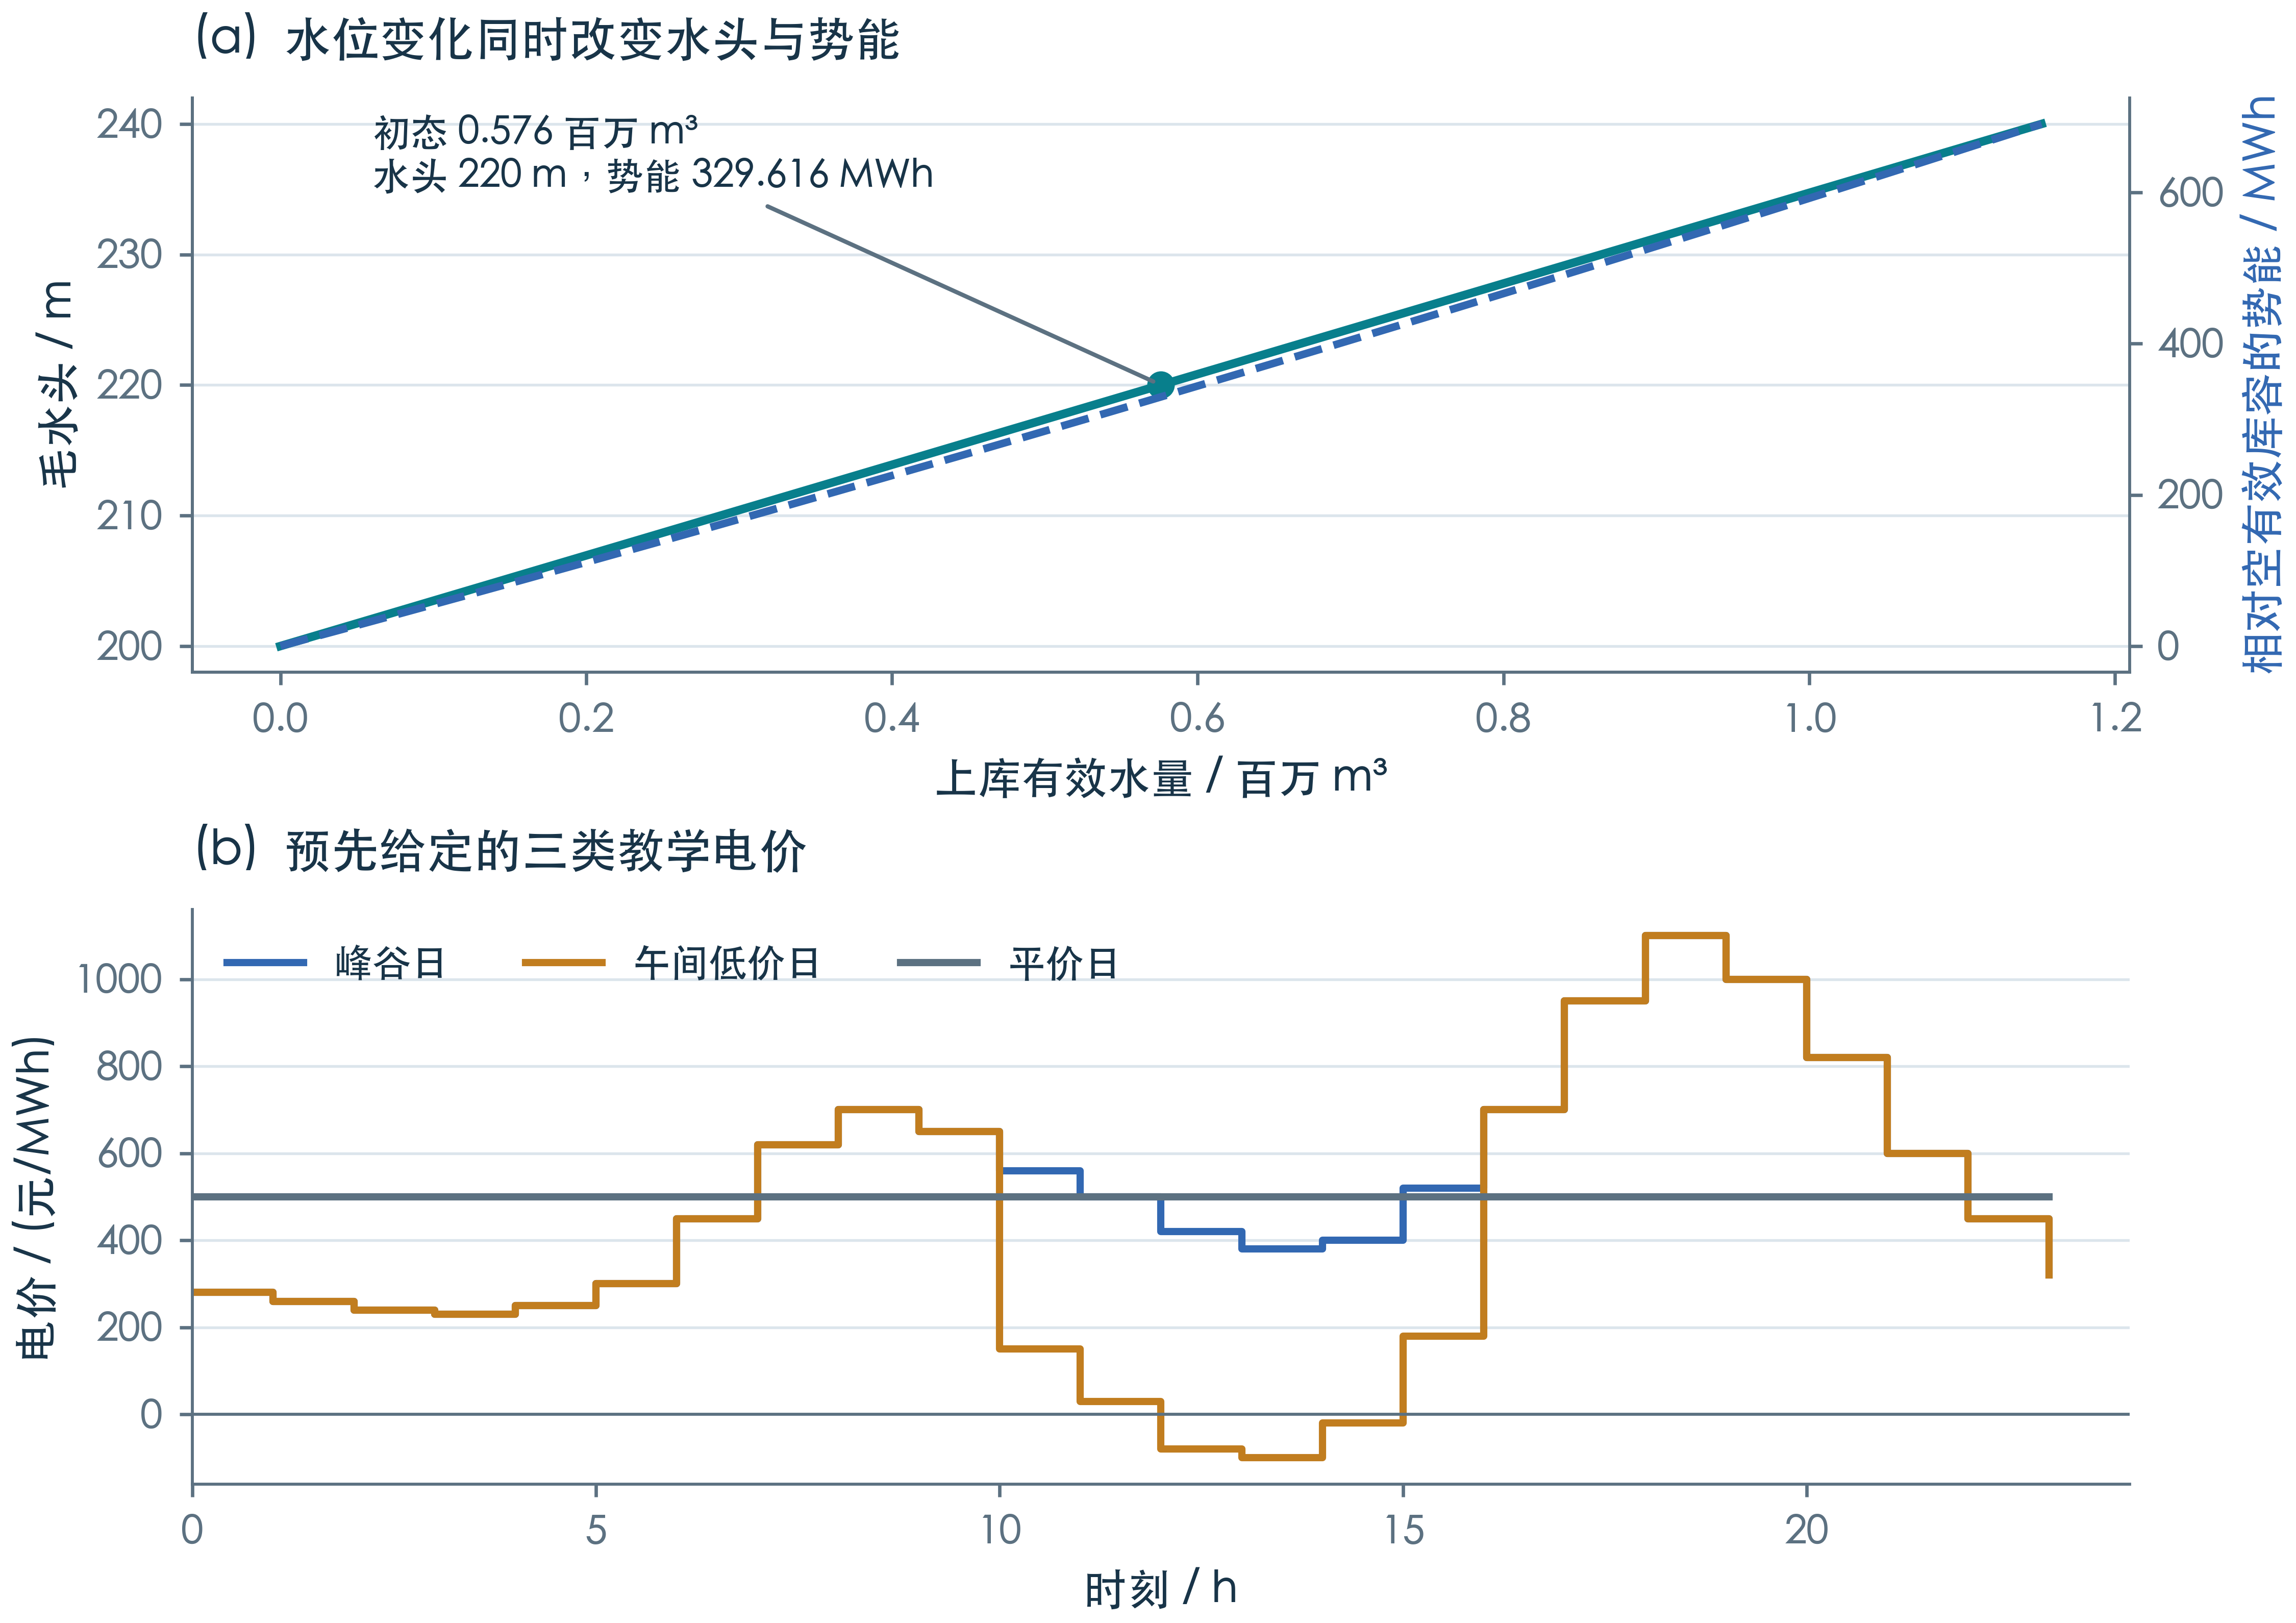 (a) 水位变化同时改变水头与势能
初态 0.576 百万 m³
水头 220 m，势能 329.616 MWh
240
230
220
210
200
毛水头 / m
600
400
200
0
相对空有效库容的势能 / MWh
0.0 0.2 0.4 0.6 0.8 1.0 1.2
上库有效水量 / 百万 m³
(b) 预先给定的三类教学电价
峰谷日 午间低价日 平价日
1000
800
600
400
200
0
电价 / (元/MWh)
0 5 10 15 20
时刻 / h